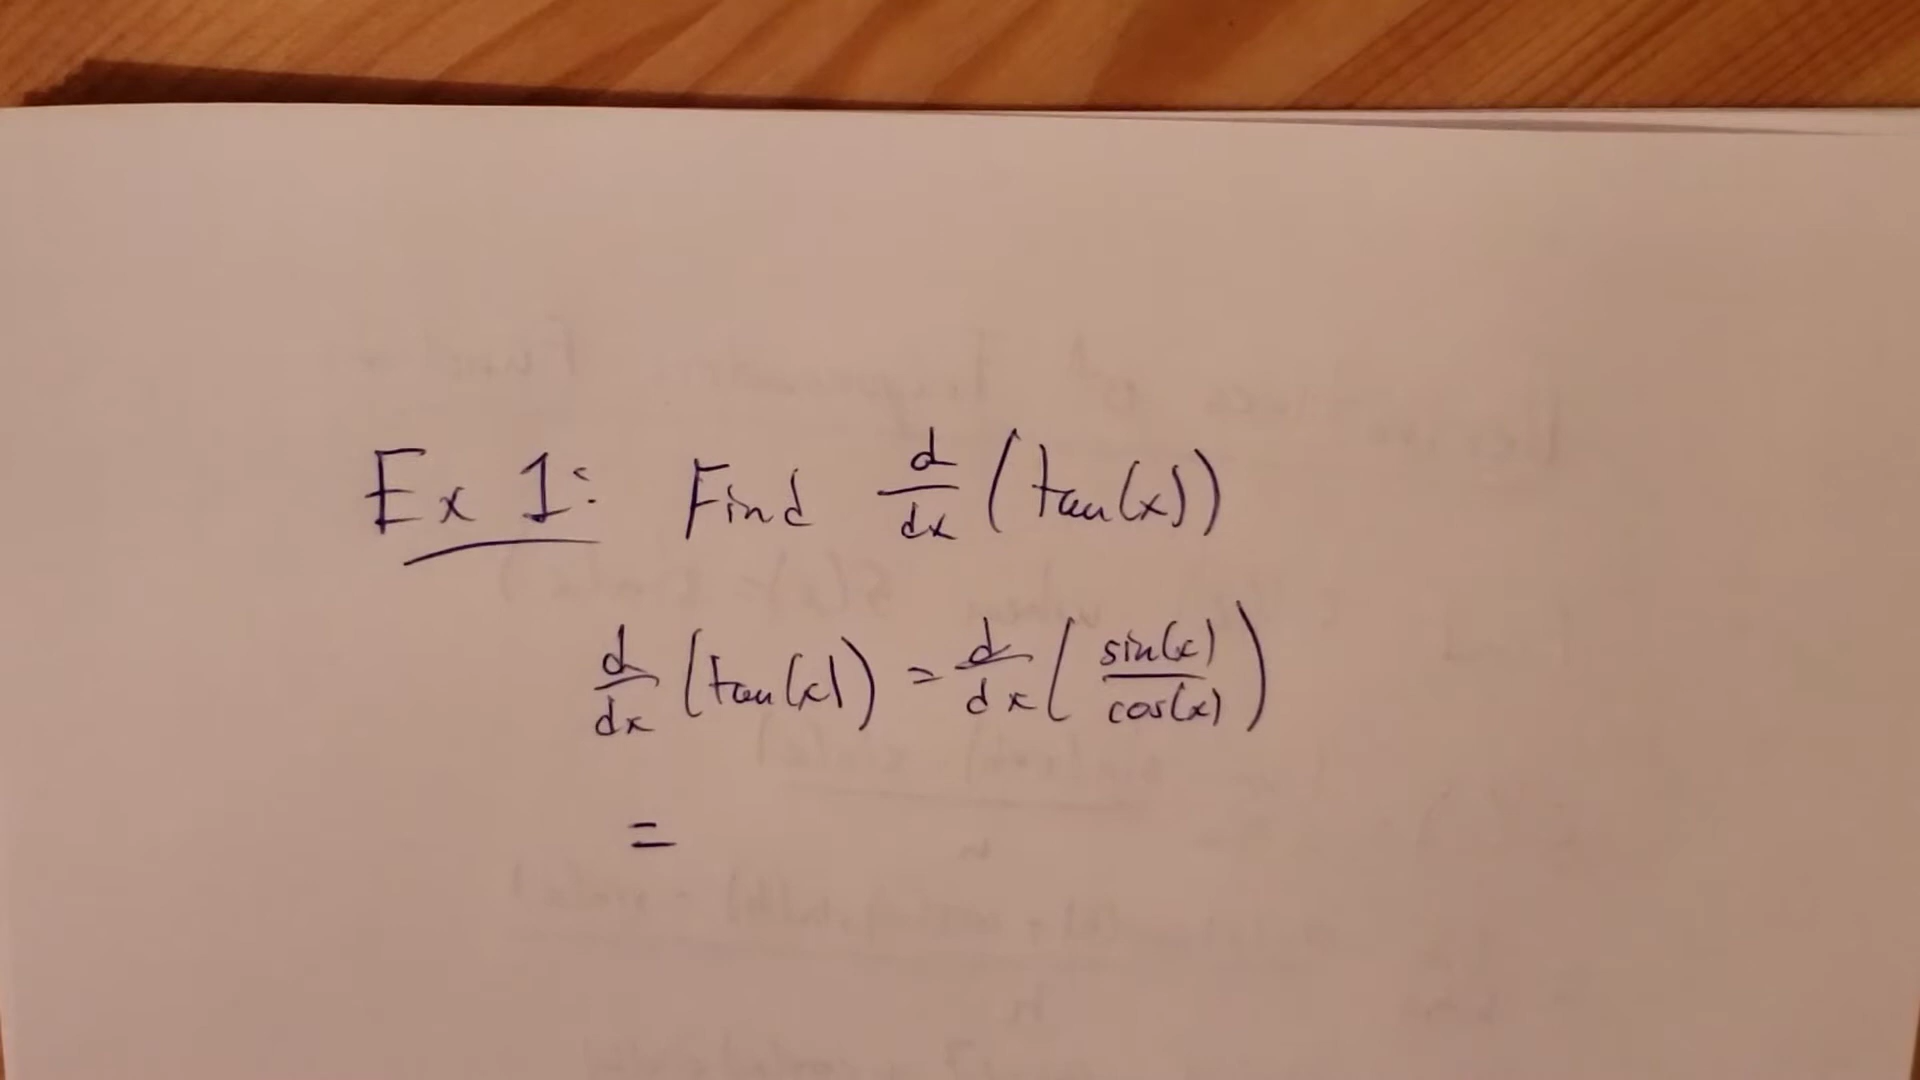 Ex 1: Find d/dx (tan(x))
d/dx (tan(x)) = d/dx ( sin(x)/cos(x) )
=